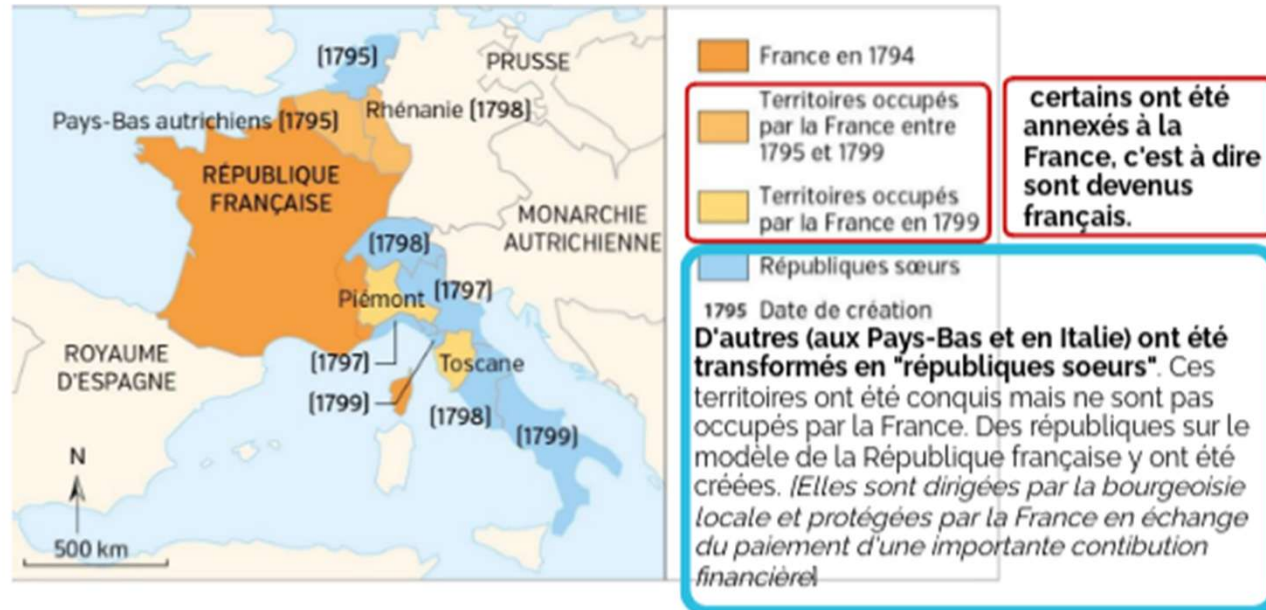 (1795)
PRUSSE
Rhénanie (1798)
Pays-Bas autrichiens (1795)
RÉPUBLIQUE
FRANÇAISE
MONARCHIE
AUTRICHIENNE
(1798)
(1797)
Piémont
ROYAUME
D'ESPAGNE
(1797)
Toscane
(1799)
(1798)
(1799)
N
500 km
France en 1794
Territoires occupés
par la France entre
1795 et 1799
Territoires occupés
par la France en 1799
certains ont été
annexés à la
France, c'est à dire
sont devenus
français.
Républiques sœurs
1795 Date de création
D'autres (aux Pays-Bas et en Italie) ont été
transformés en "républiques soeurs". Ces
territoires ont été conquis mais ne sont pas
occupés par la France. Des républiques sur le
modèle de la République française y ont été
créées. [Elles sont dirigées par la bourgeoisie
locale et protégées par la France en échange
du paiement d'une importante contibution
financière]